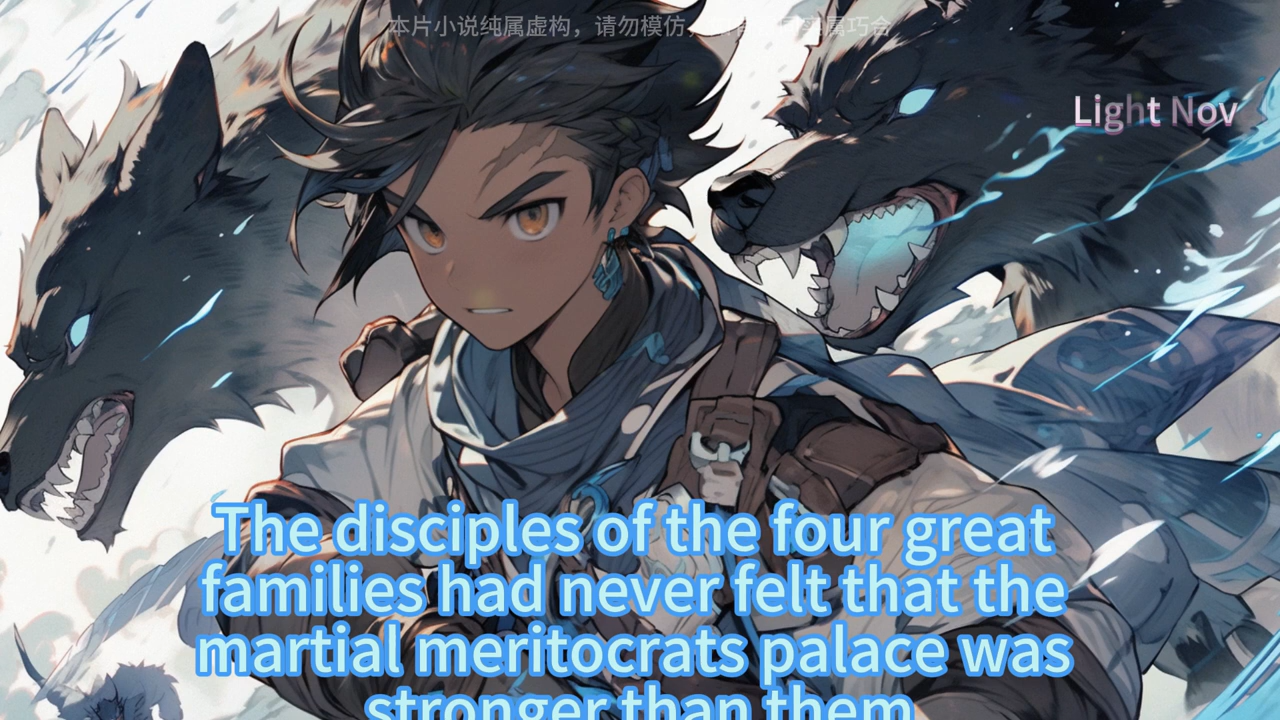 本片小说纯属虚构，请勿模仿，
属巧合
Light Nov
The disciples of the four great
families had never felt that the
martial meritocrats palace was
stronger than them